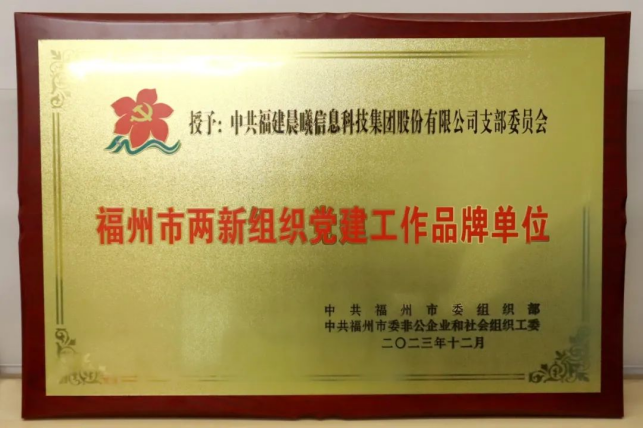 授予：中共福建晨曦信息科技集团股份有限公司支部委员会
福州市两新组织党建工作品牌单位
中共福州市委组织部
中共福州市委非公企业和社会组织工委
二〇二三年十二月